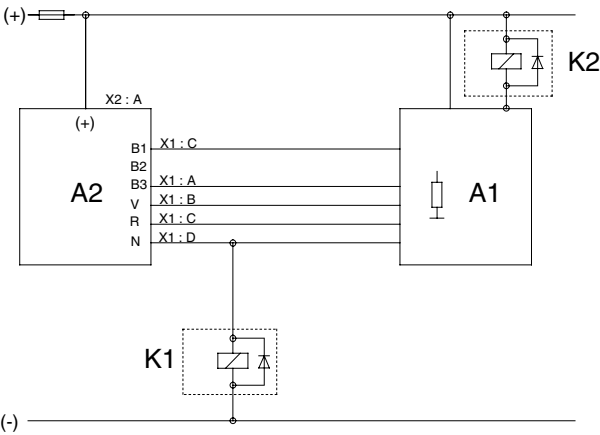 (+)
K2
X2 : A
(+)
B1 X1 : C
B2
B3 X1 : A
A2
A1
V X1 : B
R X1 : C
N X1 : D
K1
(-)